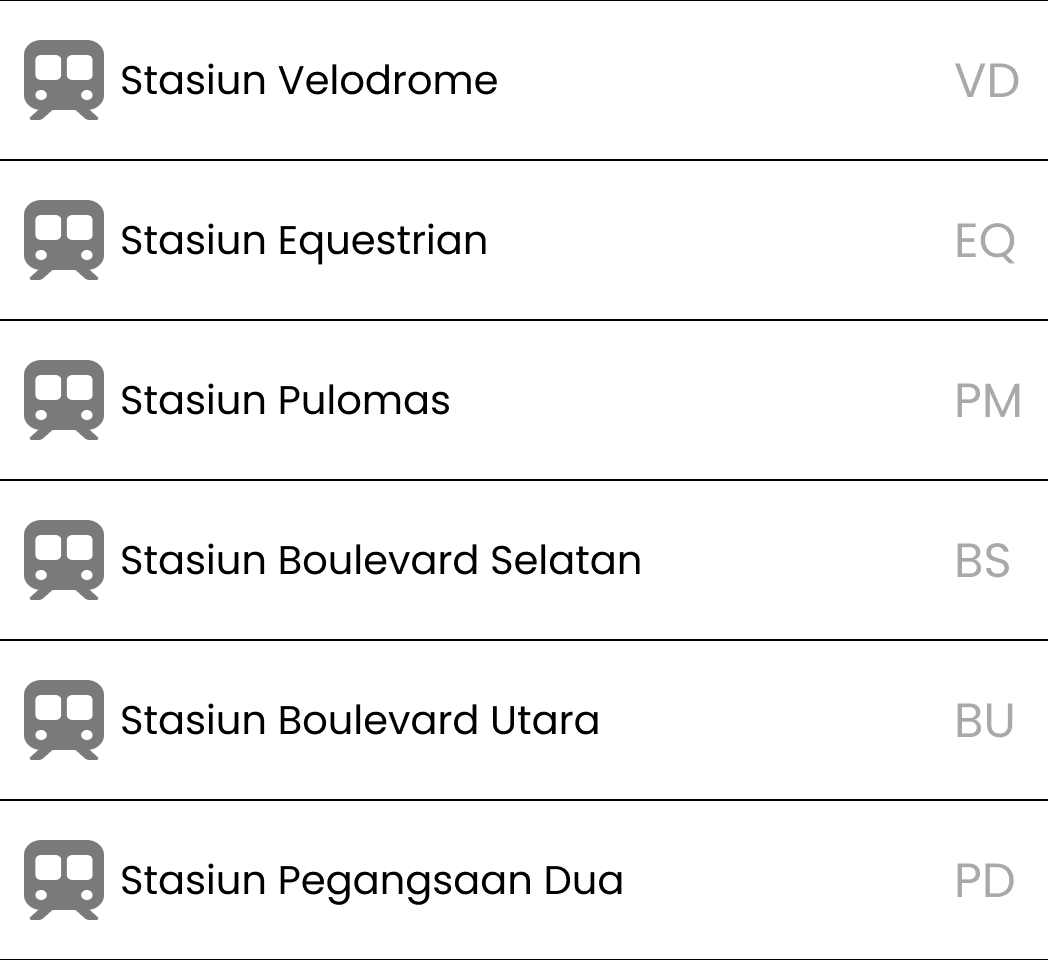 Stasiun Velodrome VD
Stasiun Equestrian EQ
Stasiun Pulomas PM
Stasiun Boulevard Selatan BS
Stasiun Boulevard Utara BU
Stasiun Pegangsaan Dua PD